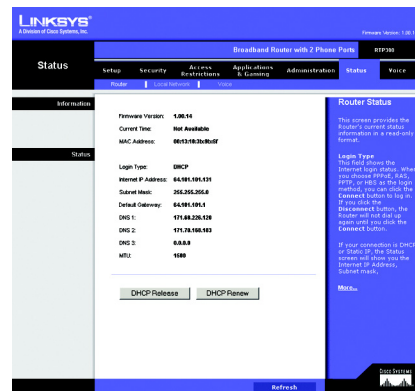 LINKSYS®
A Division of Cisco Systems, Inc.
Firmware Version: 1.00.14
Broadband Router with 2 Phone Ports
RTP300
Status
Setup
Security
Access Restrictions
Applications & Gaming
Administration
Status
Voice
Router
Local Network
Voice
Information
Firmware Version: 1.00.14
Current Time: Not Available
MAC Address:
Status
Login Type: DHCP
Internet IP Address: 64.101.101.131
Subnet Mask: 255.255.255.0
Default Gateway: 64.101.101.1
DNS 1: 171.68.226.120
DNS 2: 171.70.168.183
DNS 3: 0.0.0.0
MTU: 1500
DHCP Release
DHCP Renew
Router Status
This screen provides the
Router's current status
information in a read-only
format.
Login Type
This field shows the
Internet login status. When
you choose PPPoE, RAS,
PPTP, or HBS as the login
method, you can click the
Connect button to log in.
If you click the
Disconnect button, the
Router will not dial up
again until you click the
Connect button.
If your connection is DHCP
or Static IP, the Status
screen will show you the
Internet IP Address,
Subnet mask,
More...
Refresh
CISCO SYSTEMS